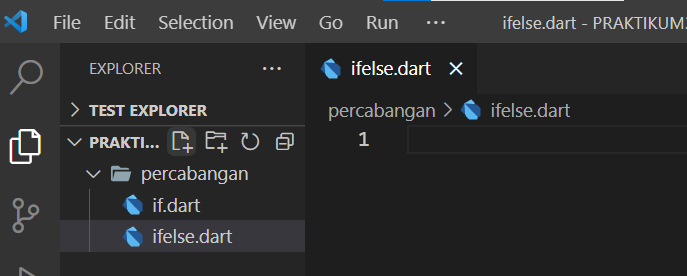 File Edit Selection View Go Run ··· ifelse.dart - PRAKTIKUM
EXPLORER ···
ifelse.dart
TEST EXPLORER
percabangan > ifelse.dart
PRAKTI...
1
percabangan
if.dart
ifelse.dart